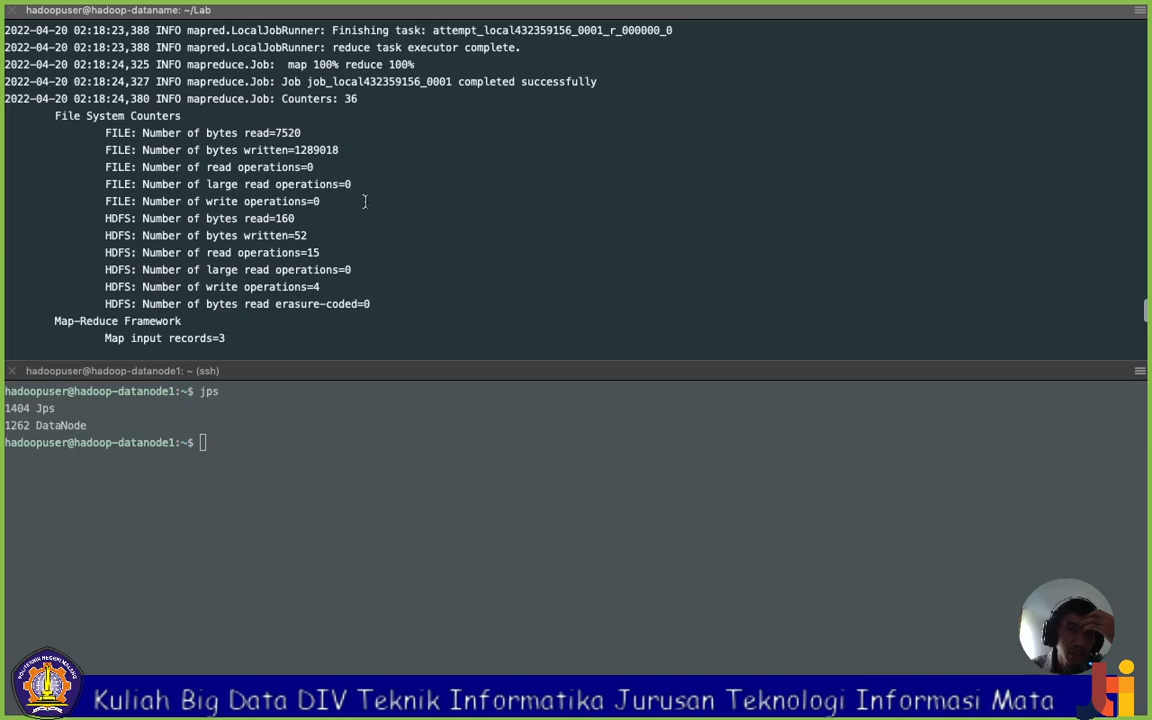 hadoopuser@hadoop-dataname: ~/Lab
2022-04-20 02:18:23,388 INFO mapred.LocalJobRunner: Finishing task: attempt_local432359156_0001_r_000000_0
2022-04-20 02:18:23,388 INFO mapred.LocalJobRunner: reduce task executor complete.
2022-04-20 02:18:24,325 INFO mapreduce.Job:  map 100% reduce 100%
2022-04-20 02:18:24,327 INFO mapreduce.Job: Job job_local432359156_0001 completed successfully
2022-04-20 02:18:24,380 INFO mapreduce.Job: Counters: 36
File System Counters
FILE: Number of bytes read=7520
FILE: Number of bytes written=1289018
FILE: Number of read operations=0
FILE: Number of large read operations=0
FILE: Number of write operations=0
HDFS: Number of bytes read=160
HDFS: Number of bytes written=52
HDFS: Number of read operations=15
HDFS: Number of large read operations=0
HDFS: Number of write operations=4
HDFS: Number of bytes read erasure-coded=0
Map-Reduce Framework
Map input records=3
hadoopuser@hadoop-datanode1: ~ (ssh)
hadoopuser@hadoop-datanode1:~$ jps
1404 Jps
1262 DataNode
hadoopuser@hadoop-datanode1:~$
POLITEKNIK NEGERI MALANG
Kuliah Big Data DIV Teknik Informatika Jurusan Teknologi Informasi Mata